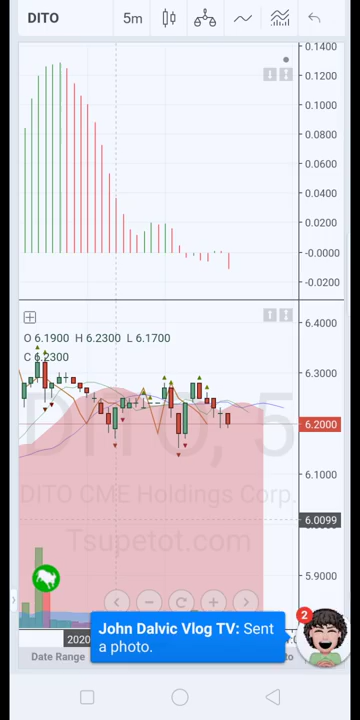 DITO
5m
0.1400
0.1200
0.1000
0.0800
0.0600
0.0400
0.0200
-0.0000
-0.0200
6.4000
O 6.1900 H 6.2300 L 6.1700
C 6.2300
6.3000
6.2000
DITO, 5
6.1000
DITO CME Holdings Corp.
6.0099
Tsupetot.com
5.9000
2
John Dalvic Vlog TV: Sent
a photo.
2020
Date Range